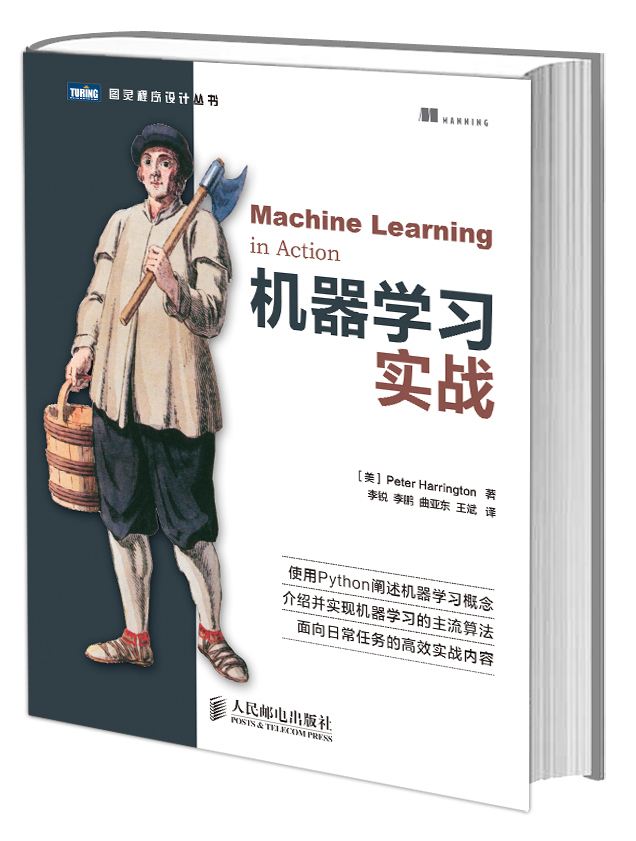 TURING 图灵程序设计丛书
MANNING
Machine Learning
in Action
机器学习
实战
[美] Peter Harrington 著
李锐 李鹏 曲亚东 王斌 译
使用Python阐述机器学习概念
介绍并实现机器学习的主流算法
面向日常任务的高效实战内容
人民邮电出版社
POSTS & TELECOM PRESS